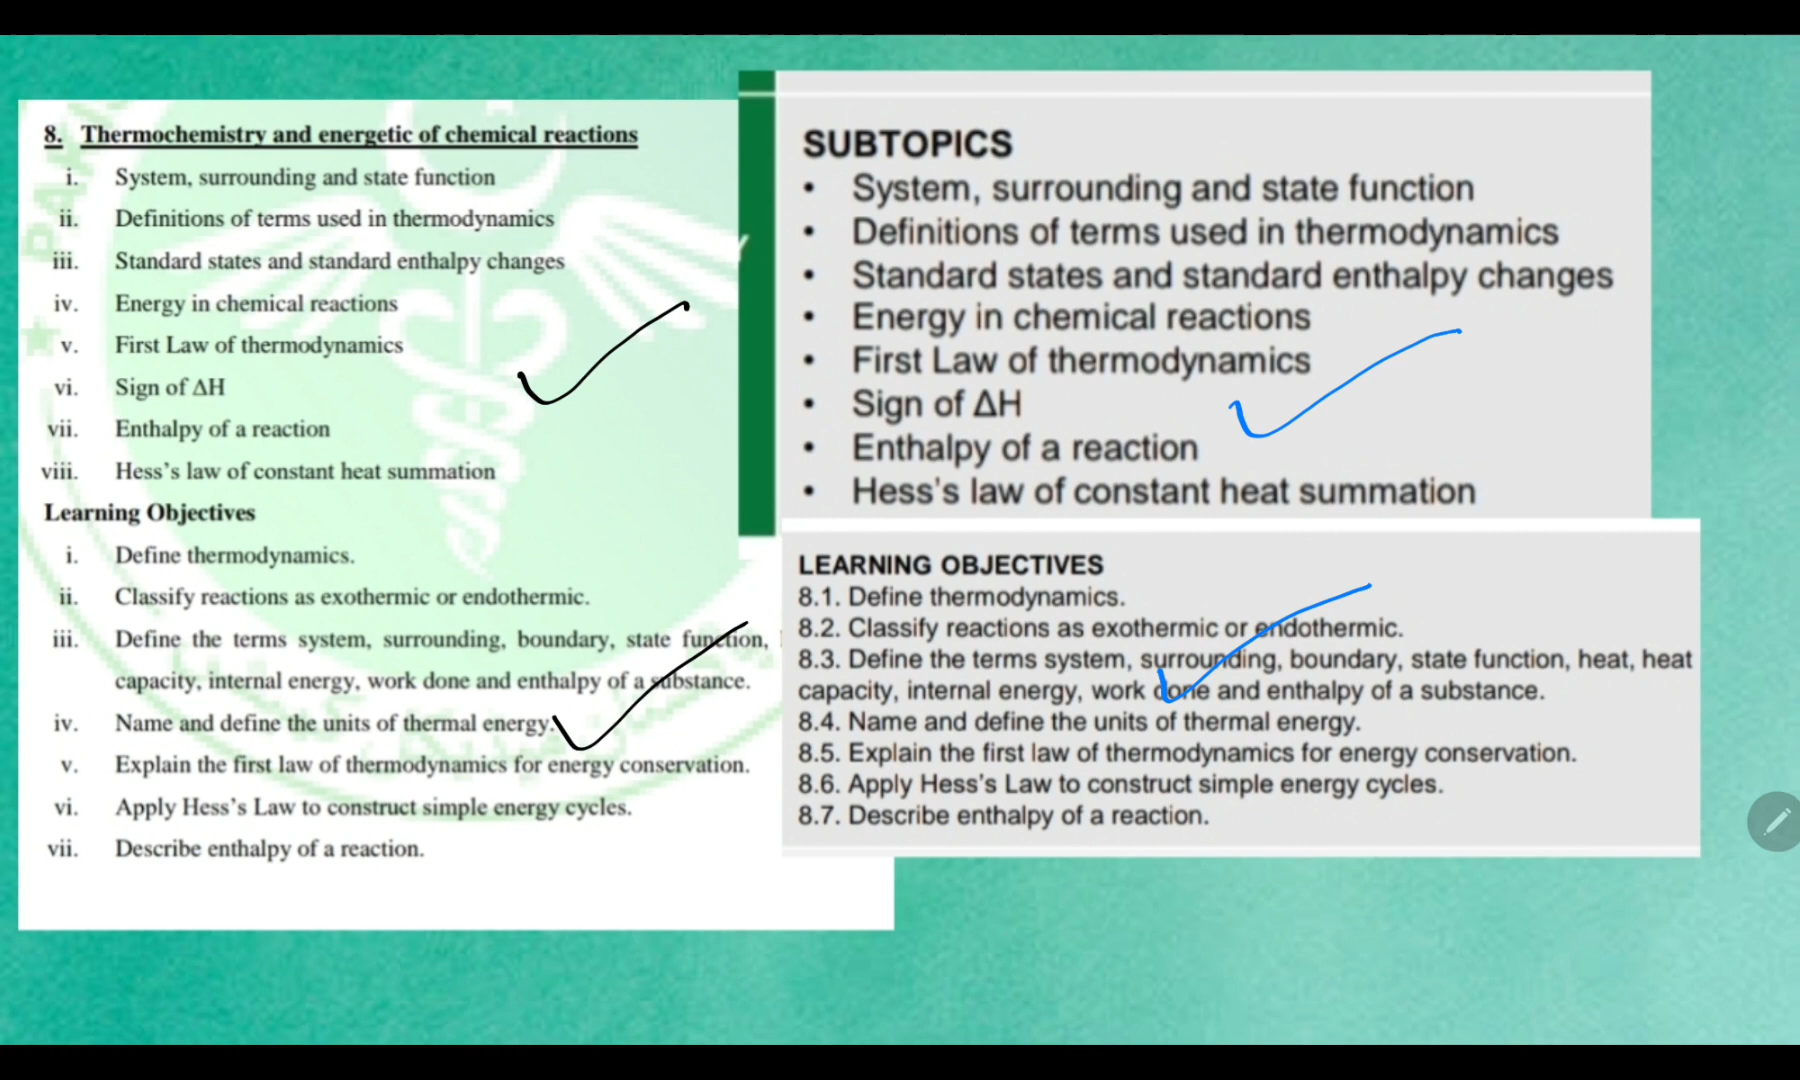 8. Thermochemistry and energetic of chemical reactions
i. System, surrounding and state function
ii. Definitions of terms used in thermodynamics
iii. Standard states and standard enthalpy changes
iv. Energy in chemical reactions
v. First Law of thermodynamics
vi. Sign of ΔH
vii. Enthalpy of a reaction
viii. Hess’s law of constant heat summation
Learning Objectives
i. Define thermodynamics.
ii. Classify reactions as exothermic or endothermic.
iii. Define the terms system, surrounding, boundary, state function,
capacity, internal energy, work done and enthalpy of a substance.
iv. Name and define the units of thermal energy.
v. Explain the first law of thermodynamics for energy conservation.
vi. Apply Hess’s Law to construct simple energy cycles.
vii. Describe enthalpy of a reaction.
SUBTOPICS
• System, surrounding and state function
• Definitions of terms used in thermodynamics
• Standard states and standard enthalpy changes
• Energy in chemical reactions
• First Law of thermodynamics
• Sign of ΔH
• Enthalpy of a reaction
• Hess’s law of constant heat summation
LEARNING OBJECTIVES
8.1. Define thermodynamics.
8.2. Classify reactions as exothermic or endothermic.
8.3. Define the terms system, surrounding, boundary, state function, heat, heat
capacity, internal energy, work done and enthalpy of a substance.
8.4. Name and define the units of thermal energy.
8.5. Explain the first law of thermodynamics for energy conservation.
8.6. Apply Hess’s Law to construct simple energy cycles.
8.7. Describe enthalpy of a reaction.